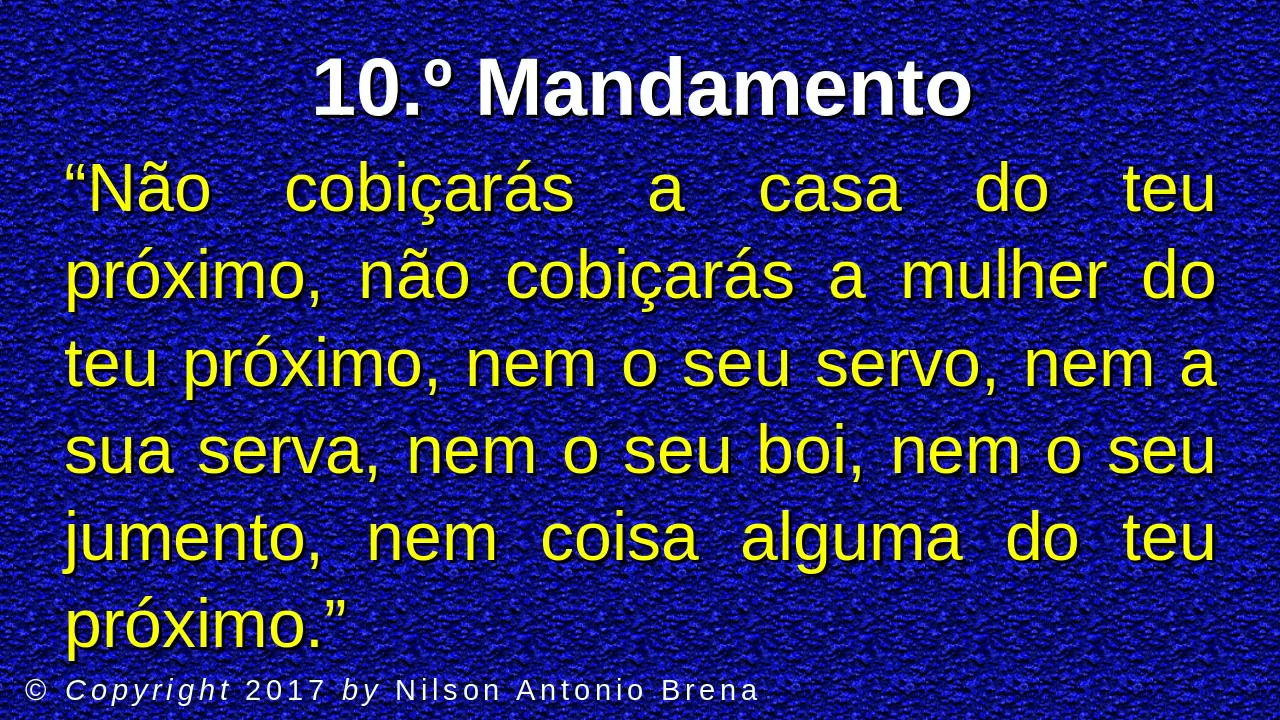 10.º Mandamento
“Não cobiçarás a casa do teu
próximo, não cobiçarás a mulher do
teu próximo, nem o seu servo, nem a
sua serva, nem o seu boi, nem o seu
jumento, nem coisa alguma do teu
próximo.”
© Copyright 2017 by Nilson Antonio Brena